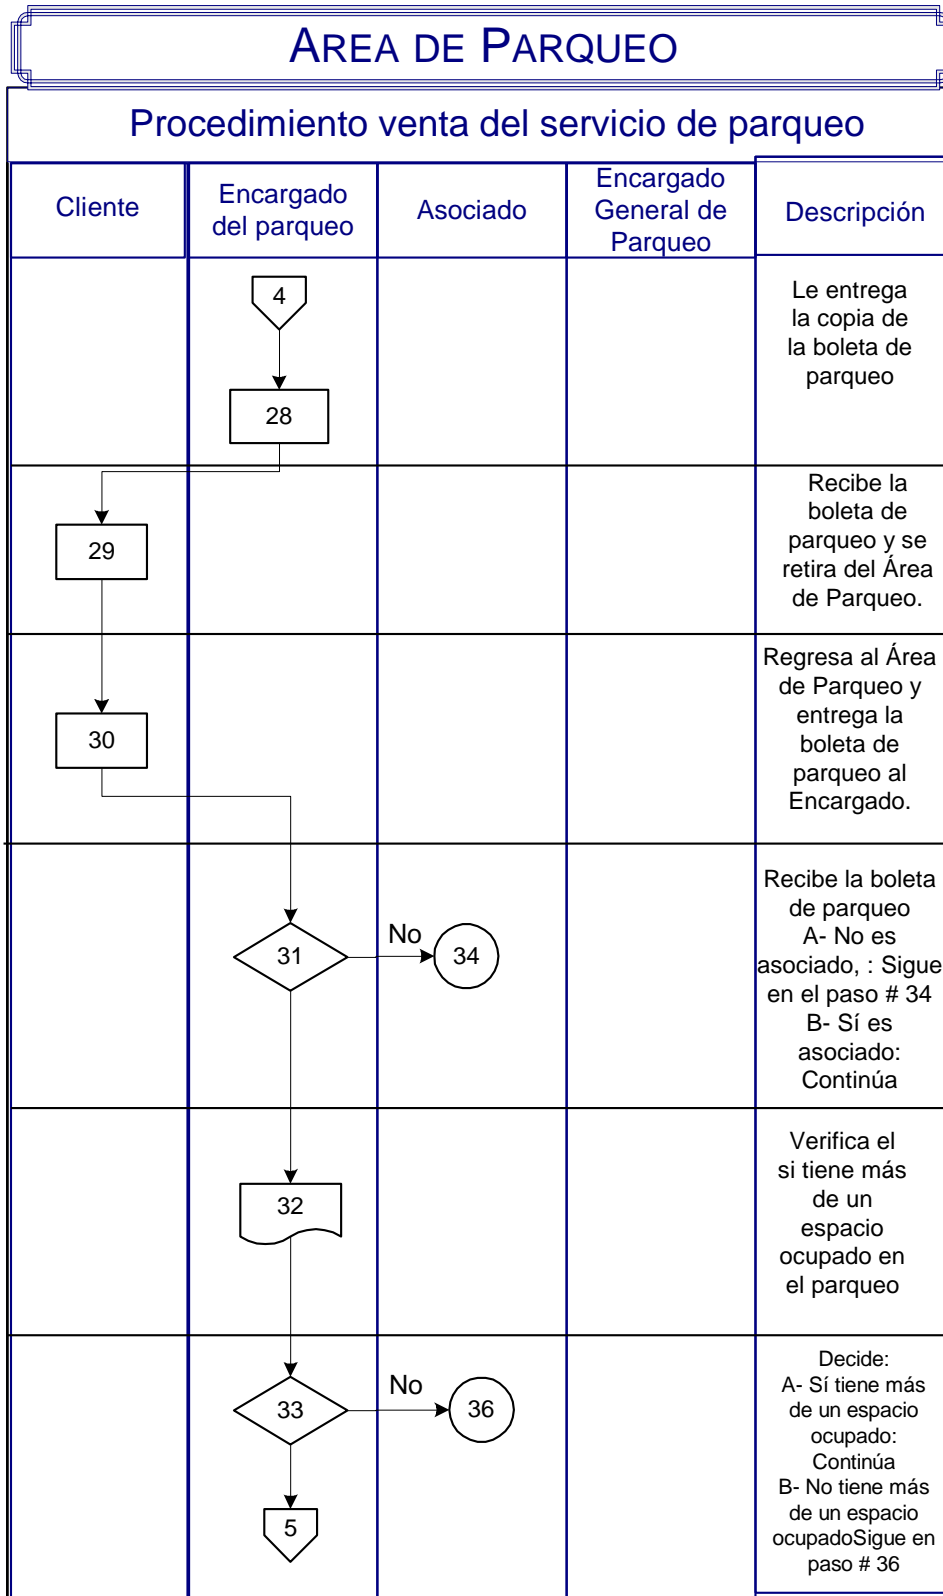 AREA DE PARQUEO
Procedimiento venta del servicio de parqueo
Cliente
Encargado
del parqueo
Asociado
Encargado
General de
Parqueo
Descripción
4
28
Le entrega
la copia de
la boleta de
parqueo
29
Recibe la
boleta de
parqueo y se
retira del Área
de Parqueo.
30
Regresa al Área
de Parqueo y
entrega la
boleta de
parqueo al
Encargado.
31
No
34
Recibe la boleta
de parqueo
A- No es
asociado, : Sigue
en el paso # 34
B- Sí es
asociado:
Continúa
32
Verifica el
si tiene más
de un
espacio
ocupado en
el parqueo
33
No
36
5
Decide:
A- Sí tiene más
de un espacio
ocupado:
Continúa
B- No tiene más
de un espacio
ocupadoSigue en
paso # 36